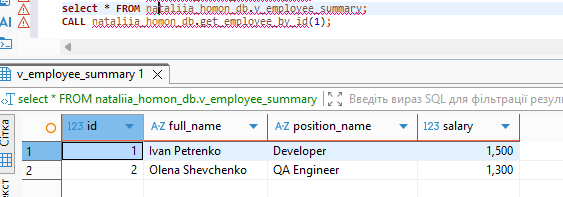 AI
select * FROM nataliia_homon_db.v_employee_summary;
CALL nataliia_homon_db.get_employee_by_id(1);
v_employee_summary 1
select * FROM nataliia_homon_db.v_employee_summary
Введіть вираз SQL для фільтрації резул
Сітка
123 id
A-Z full_name
A-Z position_name
123 salary
1 1 Ivan Petrenko Developer 1,500
2 2 Olena Shevchenko QA Engineer 1,300